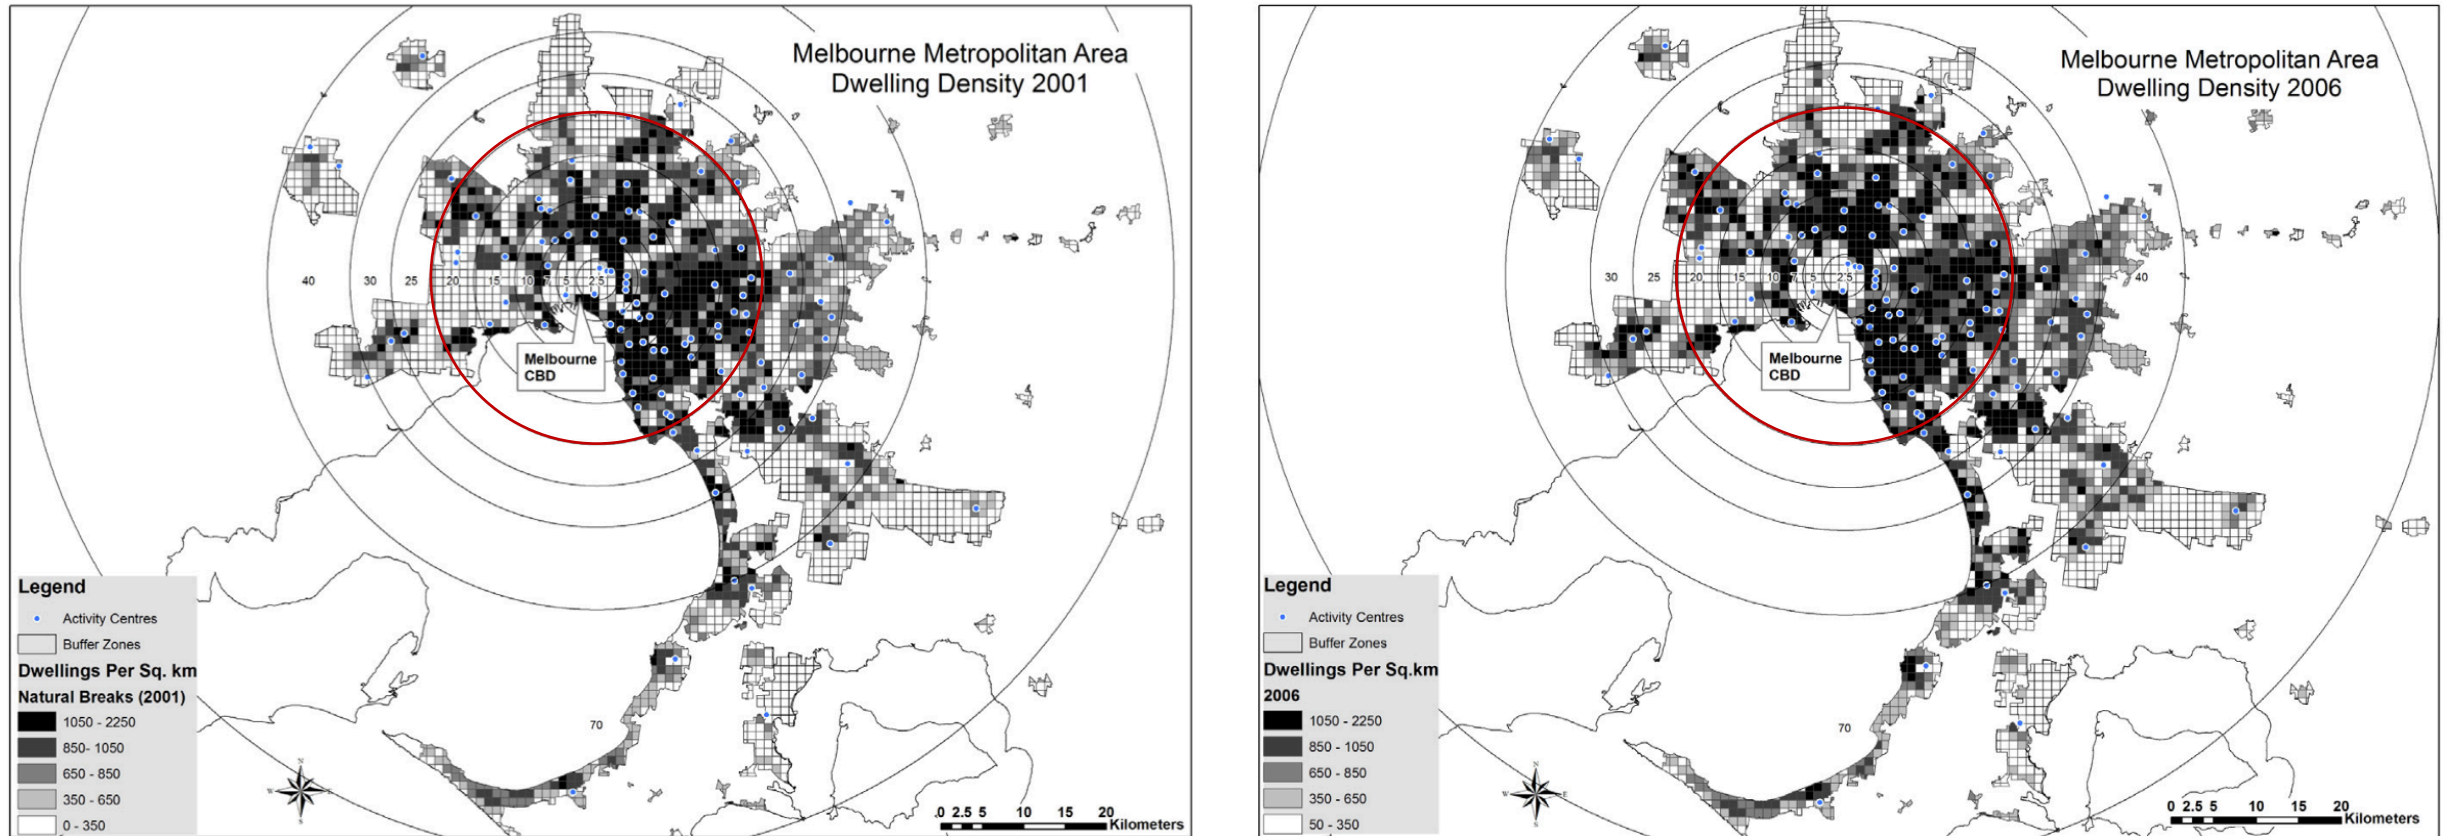 Melbourne Metropolitan Area
Dwelling Density 2001
40
30
25
20
15
10
7
5
2.5
Melbourne
CBD
70
Legend
Activity Centres
Buffer Zones
Dwellings Per Sq. km
Natural Breaks (2001)
1050 - 2250
850- 1050
650 - 850
350 - 650
0 - 350
N
W
S
0 2.5 5 10 15 20
Kilometers
Melbourne Metropolitan Area
Dwelling Density 2006
30
25
20
15
10
5
2.5
40
Melbourne
CBD
70
Legend
Activity Centres
Buffer Zones
Dwellings Per Sq.km
2006
1050 - 2250
850 - 1050
650 - 850
350 - 650
50 - 350
N
W E
S
0 2.5 5 10 15 20
Kilometers